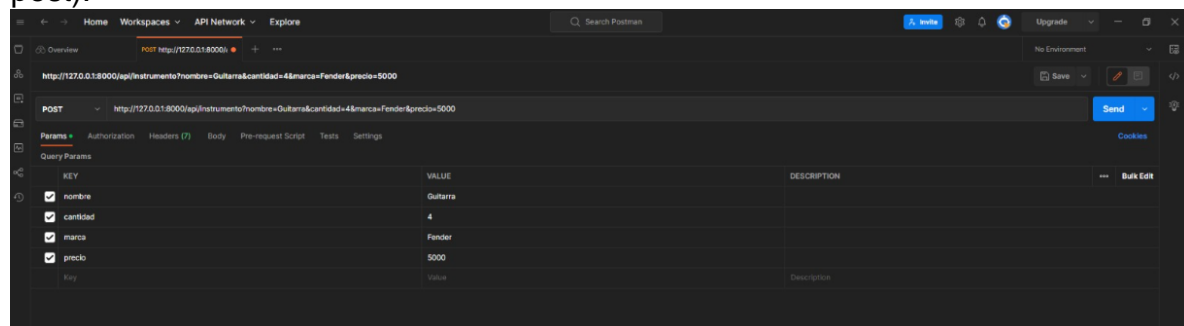 post).
Home Workspaces API Network Explore Search Postman Invite Upgrade
Overview POST http://127.0.0.1:8000/ No Environment
http://127.0.0.1:8000/api/instrumento?nombre=Guitarra&cantidad=4&marca=Fender&precio=5000 Save
POST http://127.0.0.1:8000/api/instrumento?nombre=Guitarra&cantidad=4&marca=Fender&precio=5000 Send
Params Authorization Headers (7) Body Pre-request Script Tests Settings Cookies
Query Params
KEY VALUE DESCRIPTION Bulk Edit
nombre Guitarra
cantidad 4
marca Fender
precio 5000
Key Value Description